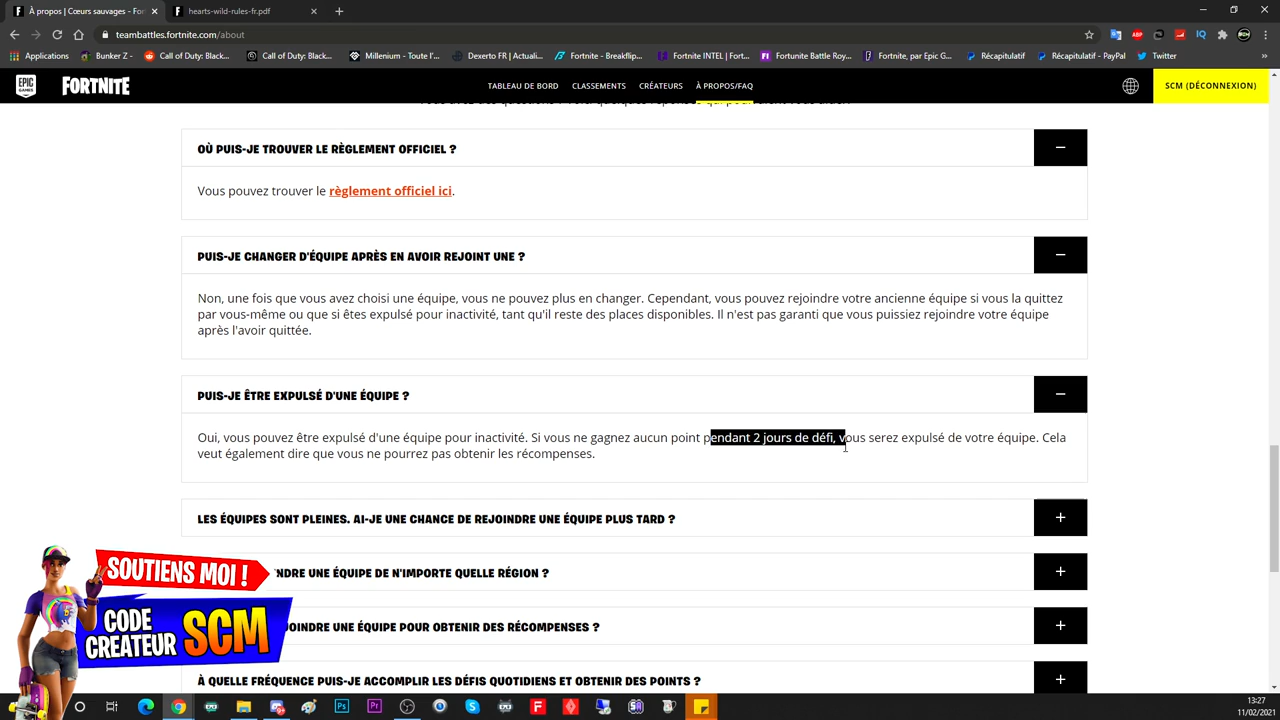 À propos | Cœurs sauvages - For
hearts-wild-rules-fr.pdf
teambattles.fortnite.com/about
Applications
Bunker Z -
Call of Duty: Black...
Call of Duty: Black...
Millenium - Toute l'...
Dexerto FR | Actuali...
Fortnite - Breakflip...
Fortnite INTEL | Fort...
Fortunite Battle Roy...
Fortnite, par Epic G...
Récapitulatif
Récapitulatif
Twitter
EPIC GAMES
FORTNITE
TABLEAU DE BORD
CLASSEMENTS
CRÉATEURS
À PROPOS/FAQ
SCM (DÉCONNEXION)
OÙ PUIS-JE TROUVER LE RÈGLEMENT OFFICIEL ?
Vous pouvez trouver le règlement officiel ici.
PUIS-JE CHANGER D'ÉQUIPE APRÈS EN AVOIR REJOINT UNE ?
Non, une fois que vous avez choisi une équipe, vous ne pouvez plus en changer. Cependant, vous pouvez rejoindre votre ancienne équipe si vous la quittez
par vous-même ou que si êtes expulsé pour inactivité, tant qu'il reste des places disponibles. Il n'est pas garanti que vous puissiez rejoindre votre équipe
après l'avoir quittée.
PUIS-JE ÊTRE EXPULSÉ D'UNE ÉQUIPE ?
Oui, vous pouvez être expulsé d'une équipe pour inactivité. Si vous ne gagnez aucun point pendant 2 jours de défi, vous serez expulsé de votre équipe. Cela
veut également dire que vous ne pourrez pas obtenir les récompenses.
LES ÉQUIPES SONT PLEINES. AI-JE UNE CHANCE DE REJOINDRE UNE ÉQUIPE PLUS TARD ?
NDRE UNE ÉQUIPE DE N'IMPORTE QUELLE RÉGION ?
JOINDRE UNE ÉQUIPE POUR OBTENIR DES RÉCOMPENSES ?
À QUELLE FRÉQUENCE PUIS-JE ACCOMPLIR LES DÉFIS QUOTIDIENS ET OBTENIR DES POINTS ?
SOUTIENS MOI !
CODE
CREATEUR SCM
13:27
11/02/2021